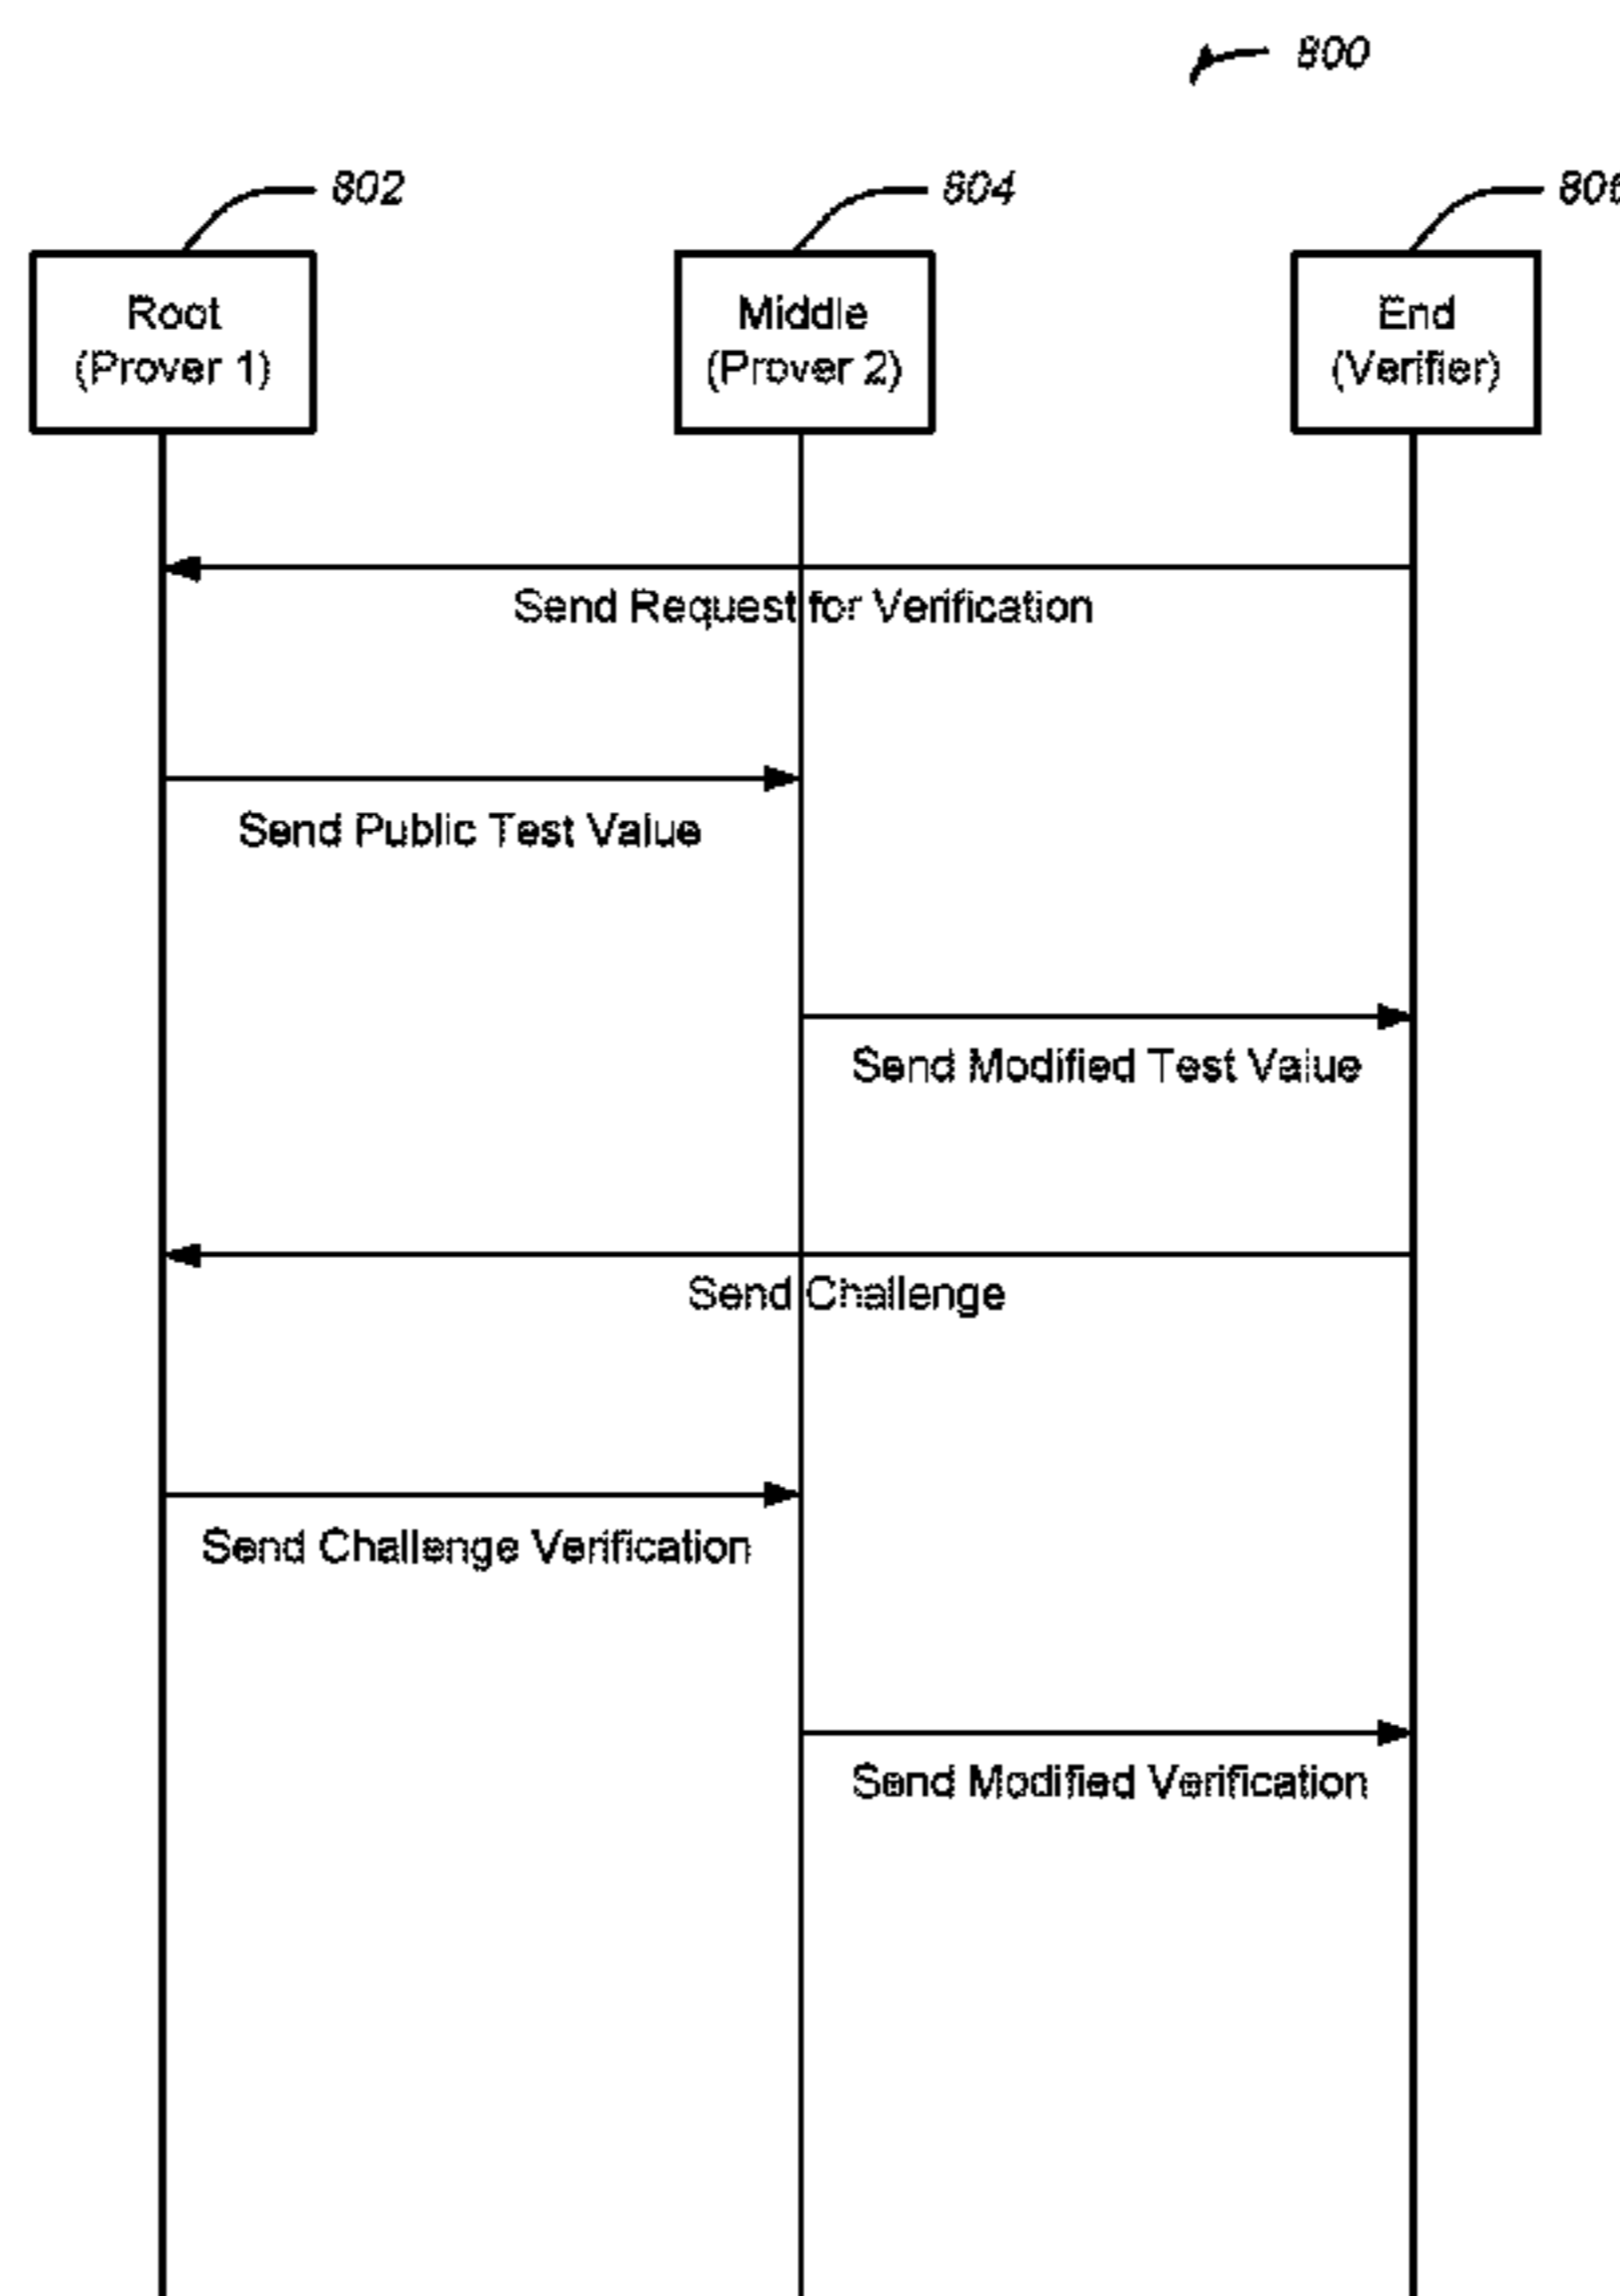 800
802
804
Root
(Prover 1)
Middle
(Prover 2)
End
(Verifier)
Send Request for Verification
Send Public Test Value
Send Modified Test Value
Send Challenge
Send Challenge Verification
Send Modified Verification